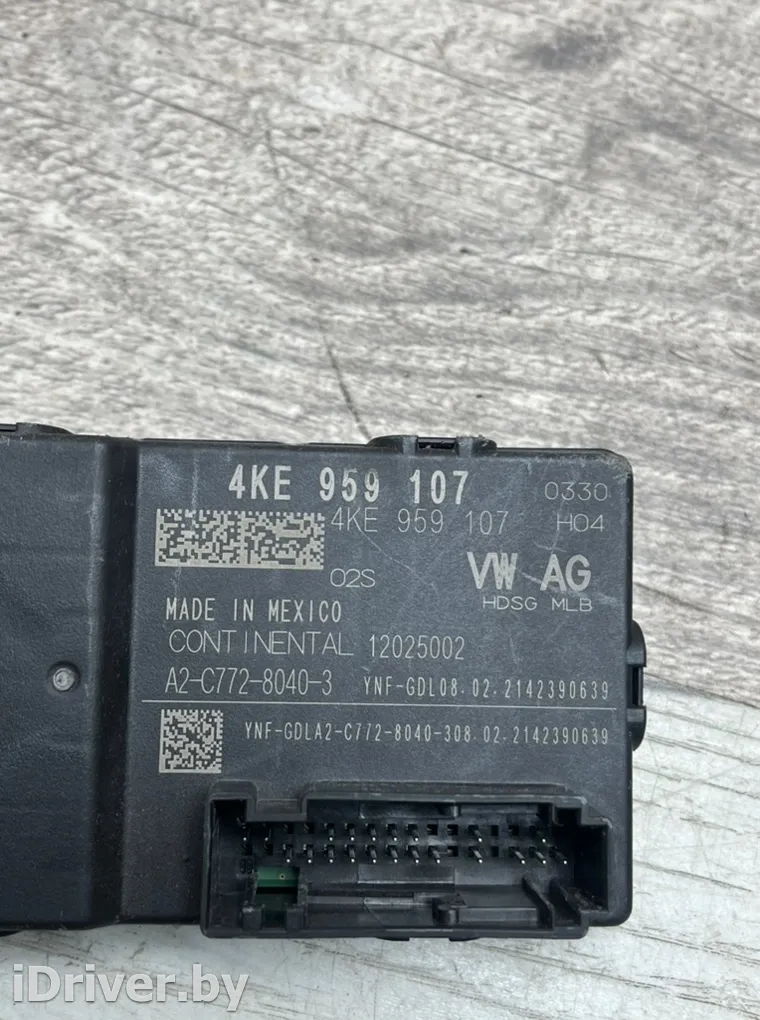 4KE 959 107 0330
4KE 959 107 H04
02S VW AG
HDSG MLB
MADE IN MEXICO
CONTINENTAL 12025002
A2-C772-8040-3 YNF-GDL08.02.2142390639
YNF-GDLA2-C772-8040-308.02.2142390639
iDriver.by